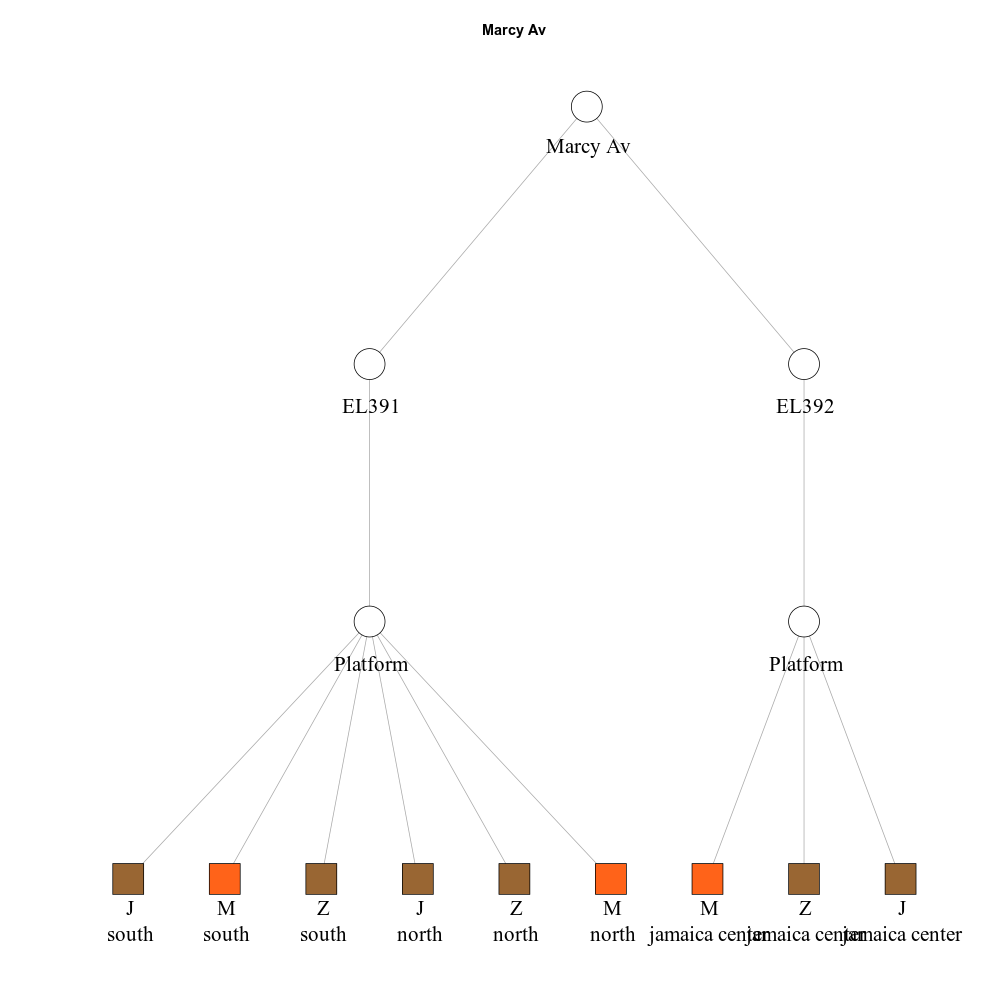 Marcy Av
Marcy Av
EL391
EL392
Platform
Platform
J
south
M
south
Z
south
J
north
Z
north
M
north
M
jamaica center
Z
jamaica center
J
jamaica center